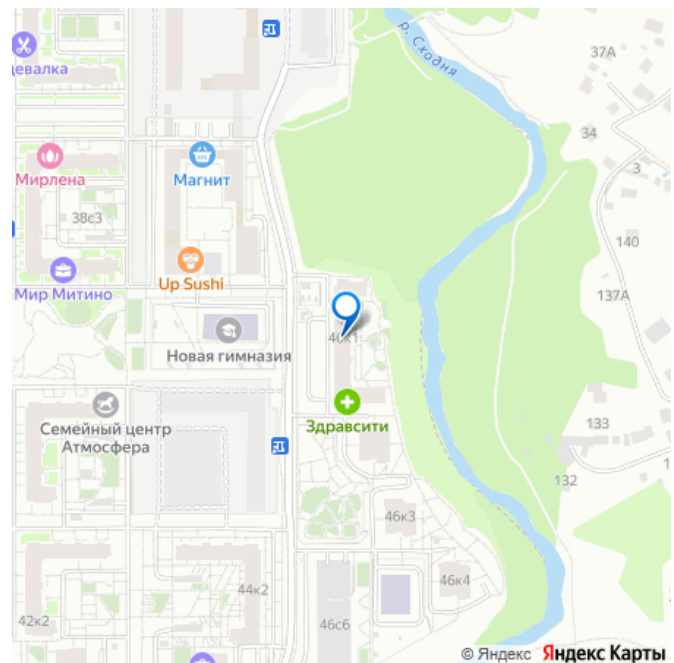 р. Сходня
37А
девалка
34
3
Магнит
Мирлена
38с3
140
Up Sushi
Мир Митино
137А
Новая гимназия
Семейный центр
Атмосфера
Здравсити
133
132
46к3
46к4
44к2
42к2
46с6
© Яндекс Яндекс Карты